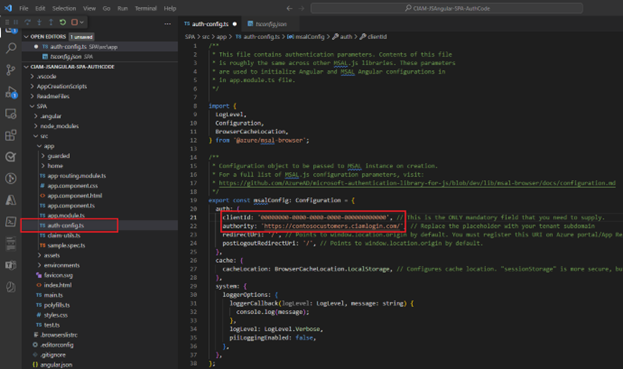 File Edit Selection View Go Run Terminal Help
CIAM-JSAngular-SPA-AuthCode
OPEN EDITORS 1 unsaved
auth-config.ts SPA\src\app
tsconfig.json SPA
CIAM-JSANGULAR-SPA-AUTHCODE
.vscode
AppCreationScripts
ReadmeFiles
SPA
.angular
node_modules
src
app
guarded
home
app-routing.module.ts
app.component.css
app.component.html
app.component.ts
app.module.ts
auth-config.ts
claim-utils.ts
sample.spec.ts
assets
environments
favicon.svg
index.html
main.ts
polyfills.ts
styles.css
test.ts
.browserslistrc
.editorconfig
.gitignore
angular.json
auth-config.ts
tsconfig.json
SPA > src > app > auth-config.ts > msalConfig > auth > clientId
1 /**
2 * This file contains authentication parameters. Contents of this file
3 * is roughly the same across other MSAL.js libraries. These parameters
4 * are used to initialize Angular and MSAL Angular configurations in
5 * in app.module.ts file.
6 */
7
8 import {
9 LogLevel,
10 Configuration,
11 BrowserCacheLocation,
12 } from '@azure/msal-browser';
13
14 /**
15 * Configuration object to be passed to MSAL instance on creation.
16 * For a full list of MSAL.js configuration parameters, visit:
17 * https://github.com/AzureAD/microsoft-authentication-library-for-js/blob/dev/lib/msal-browser/docs/configuration.md
18 */
19 export const msalConfig: Configuration = {
20 auth: {
21 clientId: '00000000-0000-0000-0000-000000000000', // This is the ONLY mandatory field that you need to supply.
22 authority: 'https://contosocustomers.ciamlogin.com/', // Replace the placeholder with your tenant subdomain
23 redirectUri: '/', // Points to window.location.origin by default. You must register this URI on Azure portal/App Re
24 postLogoutRedirectUri: '/', // Points to window.location.origin by default.
25 },
26 cache: {
27 cacheLocation: BrowserCacheLocation.LocalStorage, // Configures cache location. "sessionStorage" is more secure, bu
28 },
29 system: {
30 loggerOptions: {
31 loggerCallback(logLevel: LogLevel, message: string) {
32 console.log(message);
33 },
34 logLevel: LogLevel.Verbose,
35 piiLoggingEnabled: false,
36 },
37 },
38 };